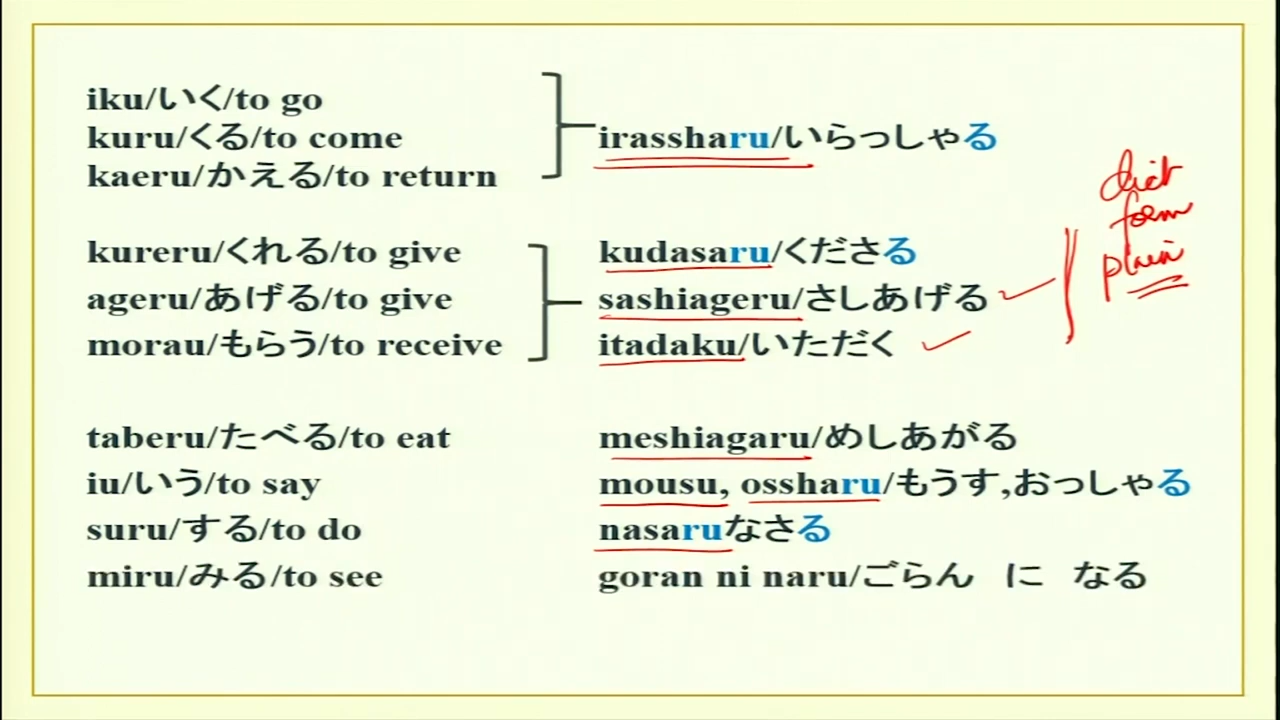 iku/いく/to go
kuru/くる/to come
kaeru/かえる/to return
irassharu/いらっしゃる
kureru/くれる/to give
ageru/あげる/to give
morau/もらう/to receive
kudasaru/くださる
sashiageru/さしあげる
itadaku/いただく
dict
form
plain
taberu/たべる/to eat
iu/いう/to say
suru/する/to do
miru/みる/to see
meshiagaru/めしあがる
mousu, ossharu/もうす,おっしゃる
nasaruなさる
goran ni naru/ごらん　に　なる